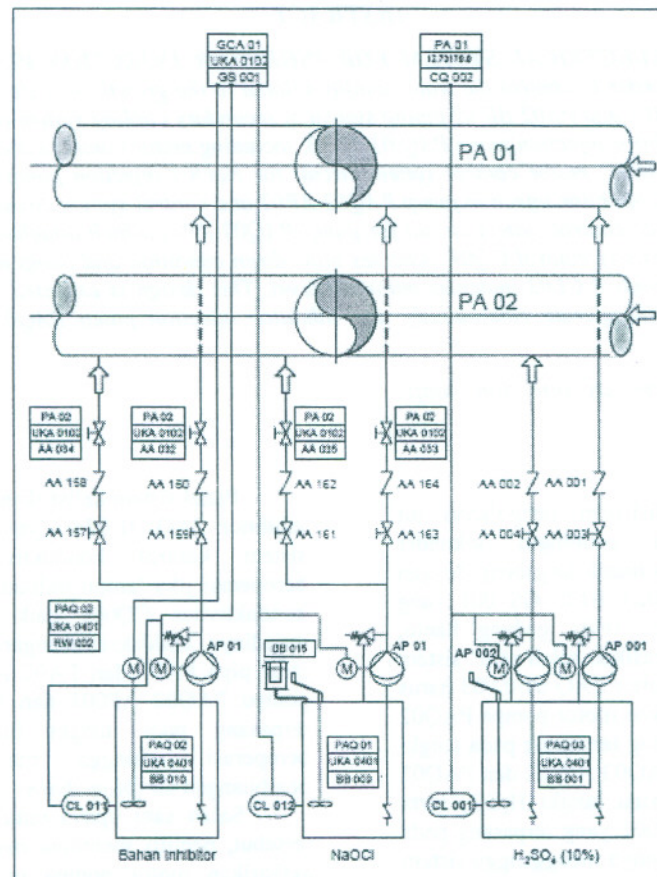 GCA 01
UKA 0102
GS 001
PA 01
CQ 002
PA 01
PA 02
PA 02
UKA 0102
AA 034
PA 02
UKA 0102
AA 032
PA 02
UKA 0102
AA 035
PA 02
UKA 0102
AA 033
AA 158
AA 160
AA 162
AA 164
AA 002
AA 001
AA 157
AA 159
AA 161
AA 163
AA 004
AA 003
PAQ 02
UKA 0401
RW 002
M
M
AP 01
BB 015
M
AP 01
AP 002
M
M
AP 001
PAQ 02
UKA 0401
BB 010
PAQ 01
UKA 0401
BB 009
PAQ 03
UKA 0401
BB 001
CL 011
CL 012
CL 001
Bahan Inhibitor
NaOCl
H₂SO₄ (10%)